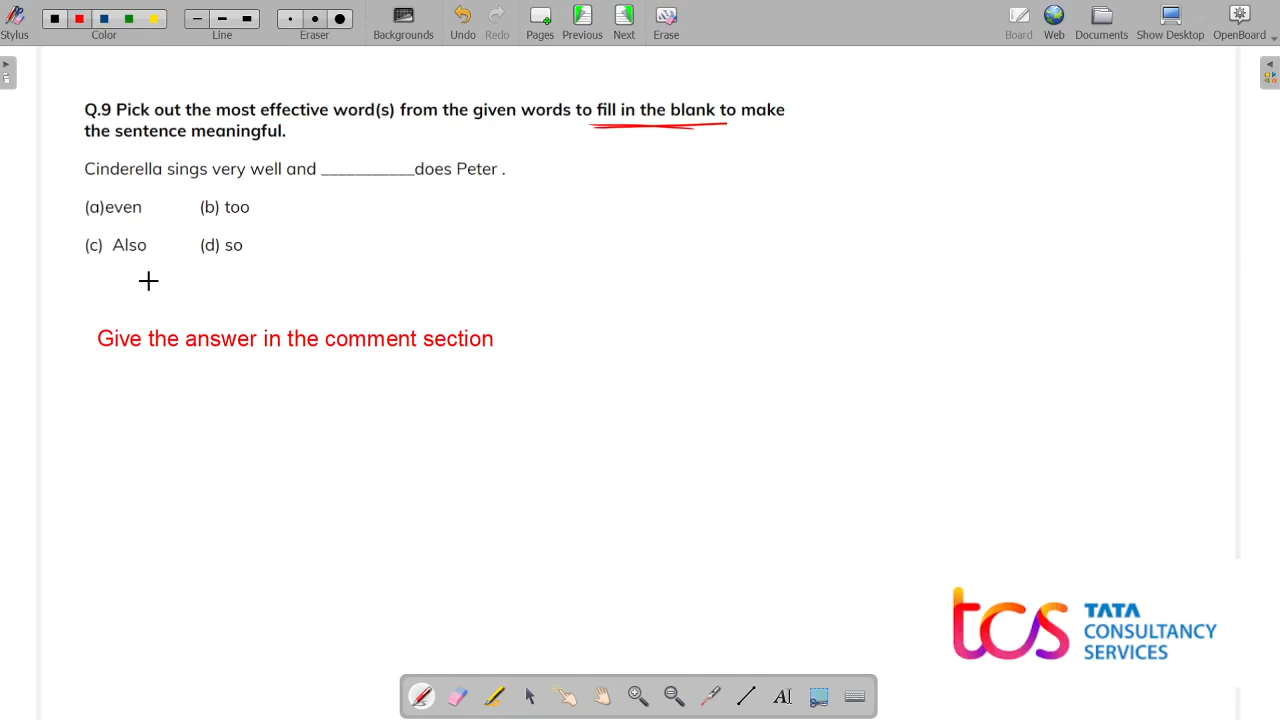 Stylus
Color
Line
Eraser
Backgrounds
Undo
Redo
Pages
Previous
Next
Erase
Board
Web
Documents
Show Desktop
OpenBoard
Q.9 Pick out the most effective word(s) from the given words to fill in the blank to make
the sentence meaningful.
Cinderella sings very well and ___________does Peter .
(a)even (b) too
(c) Also (d) so
Give the answer in the comment section
tcs TATA
CONSULTANCY
SERVICES